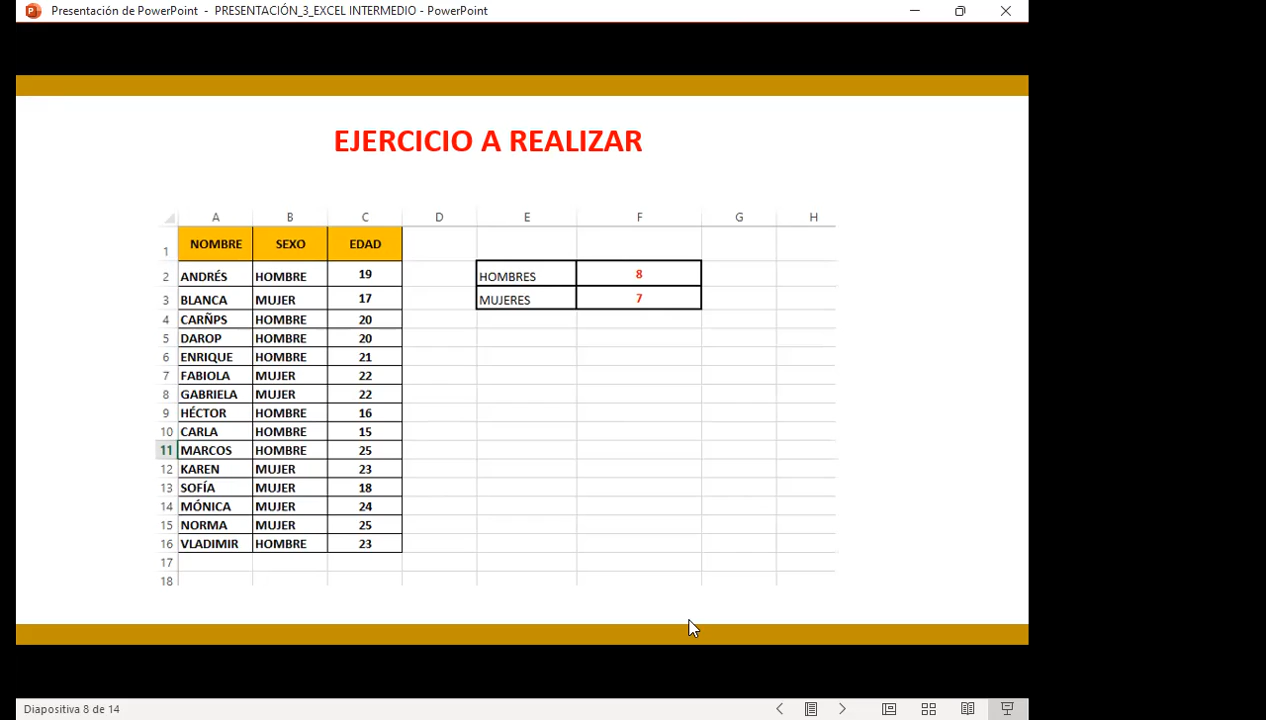 Presentación de PowerPoint - PRESENTACIÓN_3_EXCEL INTERMEDIO - PowerPoint
EJERCICIO A REALIZAR
A B C D E F G H
1 NOMBRE SEXO EDAD
2 ANDRÉS HOMBRE 19 HOMBRES 8
3 BLANCA MUJER 17 MUJERES 7
4 CARÑPS HOMBRE 20
5 DAROP HOMBRE 20
6 ENRIQUE HOMBRE 21
7 FABIOLA MUJER 22
8 GABRIELA MUJER 22
9 HÉCTOR HOMBRE 16
10 CARLA HOMBRE 15
11 MARCOS HOMBRE 25
12 KAREN MUJER 23
13 SOFÍA MUJER 18
14 MÓNICA MUJER 24
15 NORMA MUJER 25
16 VLADIMIR HOMBRE 23
17
18
Diapositiva 8 de 14